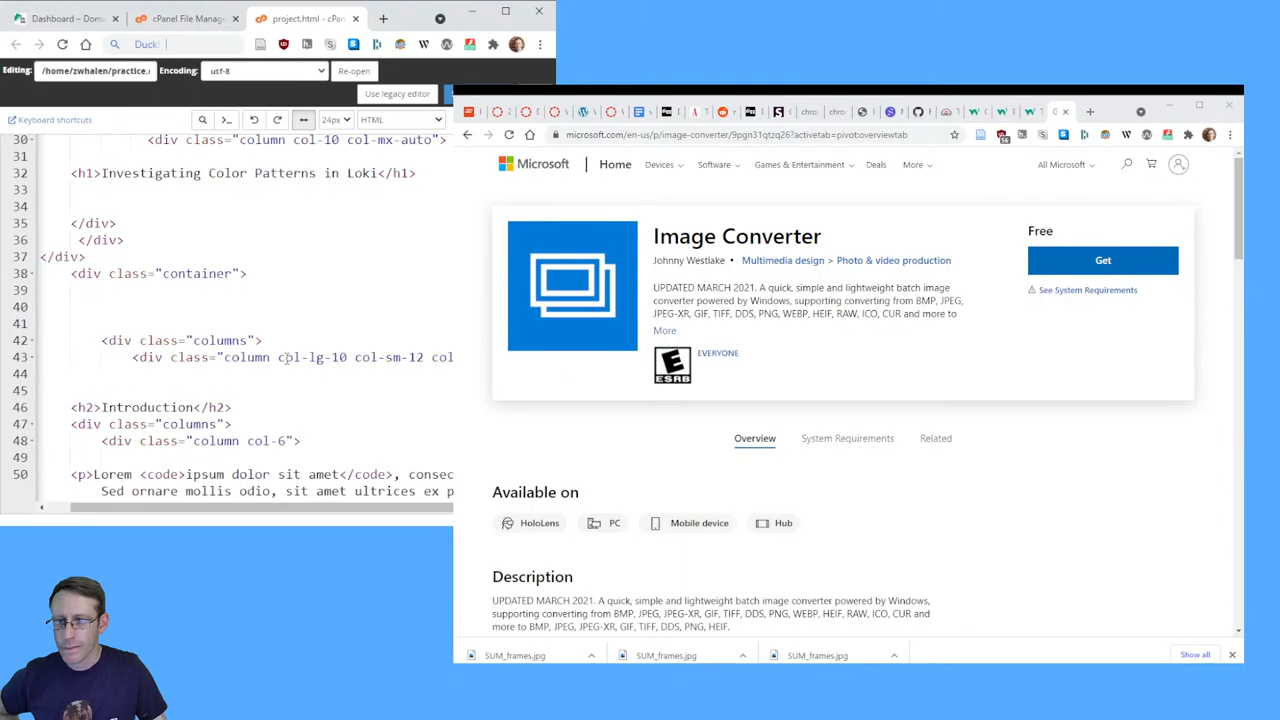 Dashboard – Doma
cPanel File Manage
project.html - cPan
Duck!
Editing:
/home/zwhalen/practice.
Encoding:
utf-8
Re-open
Use legacy editor
Keyboard shortcuts
24px
HTML
30 <div class="column col-10 col-mx-auto">
31
32 <h1>Investigating Color Patterns in Loki</h1>
33
34
35 </div>
36 </div>
37 </div>
38 <div class="container">
39
40
41
42 <div class="columns">
43 <div class="column col-lg-10 col-sm-12 col
44
45
46 <h2>Introduction</h2>
47 <div class="columns">
48 <div class="column col-6">
49
50 <p>Lorem <code>ipsum dolor sit amet</code>, consec
Sed ornare mollis odio, sit amet ultrices ex p
microsoft.com/en-us/p/image-converter/9pgn31qtzq26?activetab=pivot:overviewtab
Microsoft
Home
Devices
Software
Games & Entertainment
Deals
More
All Microsoft
Image Converter
Johnny Westlake • Multimedia design > Photo & video production
UPDATED MARCH 2021. A quick, simple and lightweight batch image
converter powered by Windows, supporting converting from BMP, JPEG,
JPEG-XR, GIF, TIFF, DDS, PNG, WEBP, HEIF, RAW, ICO, CUR and more to
More
E
ESRB
EVERYONE
Free
Get
See System Requirements
Overview
System Requirements
Related
Available on
HoloLens
PC
Mobile device
Hub
Description
UPDATED MARCH 2021. A quick, simple and lightweight batch image converter powered by Windows,
supporting converting from BMP, JPEG, JPEG-XR, GIF, TIFF, DDS, PNG, WEBP, HEIF, RAW, ICO, CUR and
more to BMP, JPEG, JPEG-XR, GIF, TIFF, DDS, PNG, HEIF.
SUM_frames.jpg
SUM_frames.jpg
SUM_frames.jpg
Show all